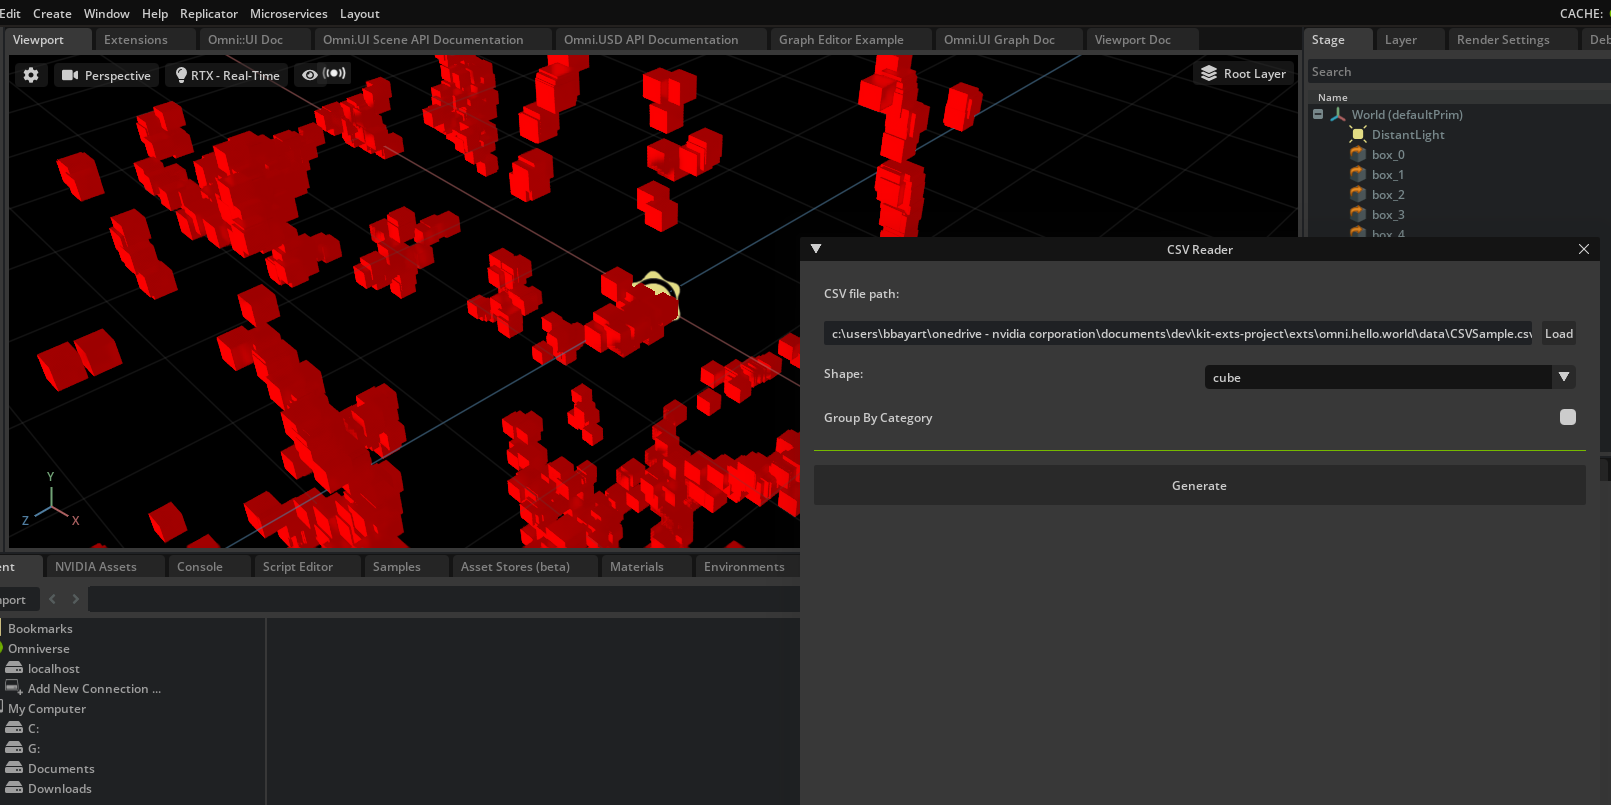 Edit Create Window Help Replicator Microservices Layout CACHE:
Viewport Extensions Omni::UI Doc Omni.UI Scene API Documentation Omni.USD API Documentation Graph Editor Example Omni.UI Graph Doc Viewport Doc
Stage Layer Render Settings Deb
Perspective RTX - Real-Time Root Layer
Search
Name
World (defaultPrim)
DistantLight
box_0
box_1
box_2
box_3
box_4
CSV Reader
CSV file path:
c:\users\bbayart\onedrive - nvidia corporation\documents\dev\kit-exts-project\exts\omni.hello.world\data\CSVSample.csv Load
Shape: cube
Group By Category
Generate
Y
Z X
ent NVIDIA Assets Console Script Editor Samples Asset Stores (beta) Materials Environments
port
Bookmarks
Omniverse
localhost
Add New Connection ...
My Computer
C:
G:
Documents
Downloads